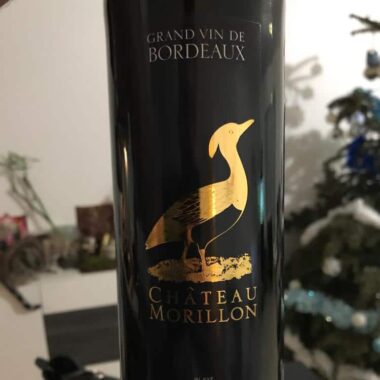 GRAND VIN DE
BORDEAUX
CHÂTEAU
MORILLON